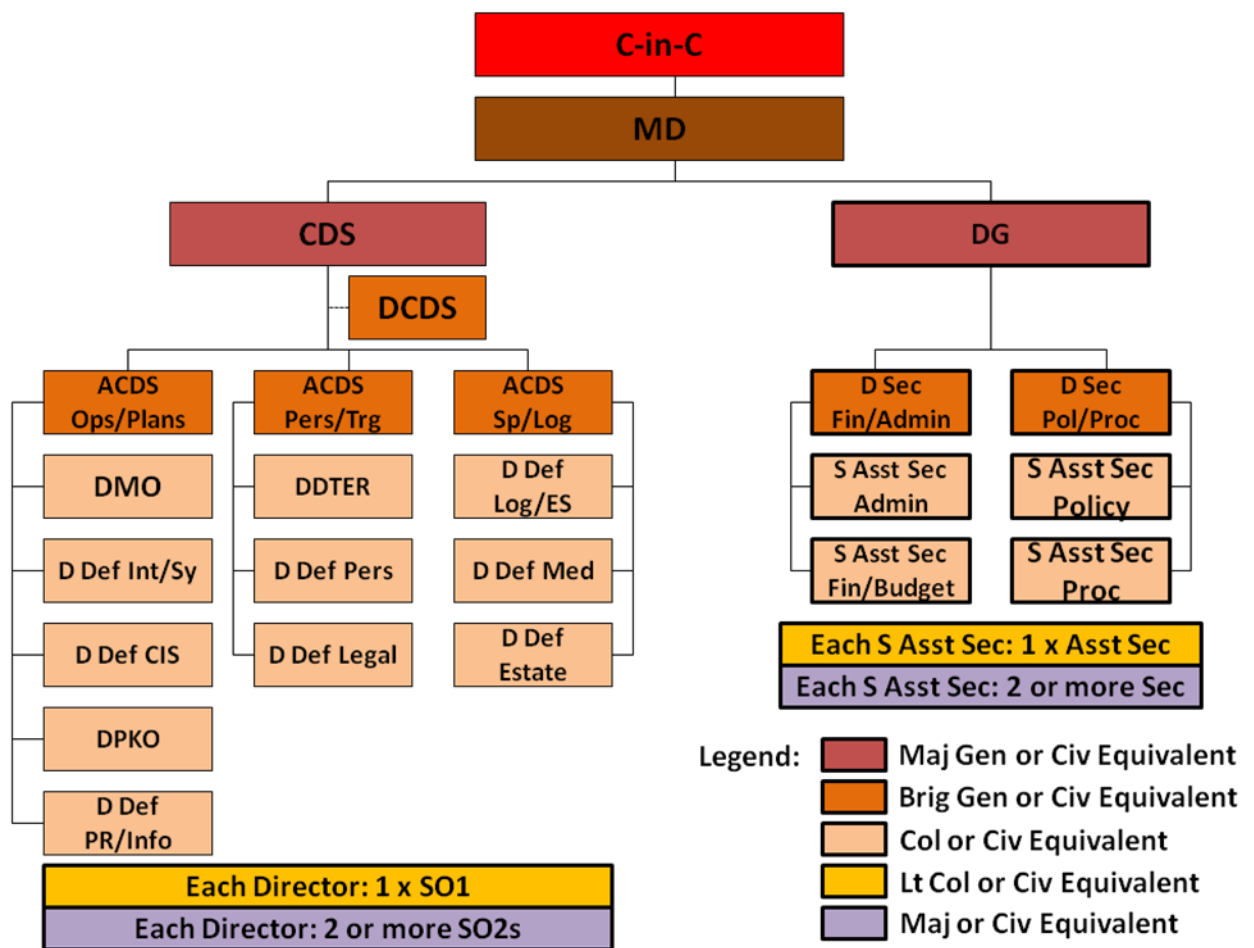 C-in-C
MD
CDS
DG
DCDS
ACDS
Ops/Plans
ACDS
Pers/Trg
ACDS
Sp/Log
D Sec
Fin/Admin
D Sec
Pol/Proc
DMO
DDTER
D Def
Log/ES
S Asst Sec
Admin
S Asst Sec
Policy
D Def Int/Sy
D Def Pers
D Def Med
S Asst Sec
Fin/Budget
S Asst Sec
Proc
D Def CIS
D Def Legal
D Def
Estate
Each S Asst Sec: 1 x Asst Sec
Each S Asst Sec: 2 or more Sec
DPKO
D Def
PR/Info
Each Director: 1 x SO1
Each Director: 2 or more SO2s
Legend:
Maj Gen or Civ Equivalent
Brig Gen or Civ Equivalent
Col or Civ Equivalent
Lt Col or Civ Equivalent
Maj or Civ Equivalent